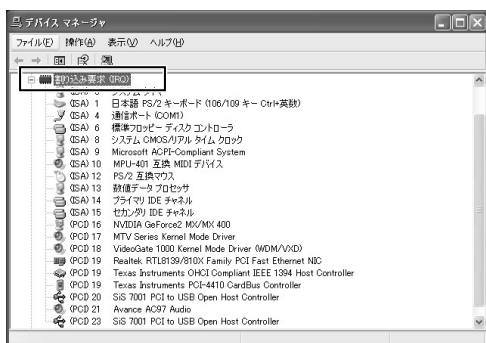 デバイス マネージャ
ファイル(F) 操作(A) 表示(V) ヘルプ(H)
割り込み要求 (IRQ)
(ISA) 0 システム タイマ
(ISA) 1 日本語 PS/2 キーボード (106/109 キー Ctrl+英数)
(ISA) 4 通信ポート (COM1)
(ISA) 6 標準フロッピー ディスク コントローラ
(ISA) 8 システム CMOS/リアル タイム クロック
(ISA) 9 Microsoft ACPI-Compliant System
(ISA) 10 MPU-401 互換 MIDI デバイス
(ISA) 12 PS/2 互換マウス
(ISA) 13 数値データ プロセッサ
(ISA) 14 プライマリ IDE チャネル
(ISA) 15 セカンダリ IDE チャネル
(PCI) 16 NVIDIA GeForce2 MX/MX 400
(PCI) 17 MTV Series Kernel Mode Driver
(PCI) 18 VideoGate 1000 Kernel Mode Driver (WDM/VXD)
(PCI) 19 Realtek RTL8139/810X Family PCI Fast Ethernet NIC
(PCI) 19 Texas Instruments OHCI Compliant IEEE 1394 Host Controller
(PCI) 19 Texas Instruments PCI-4410 CardBus Controller
(PCI) 20 SiS 7001 PCI to USB Open Host Controller
(PCI) 21 Avance AC97 Audio
(PCI) 23 SiS 7001 PCI to USB Open Host Controller